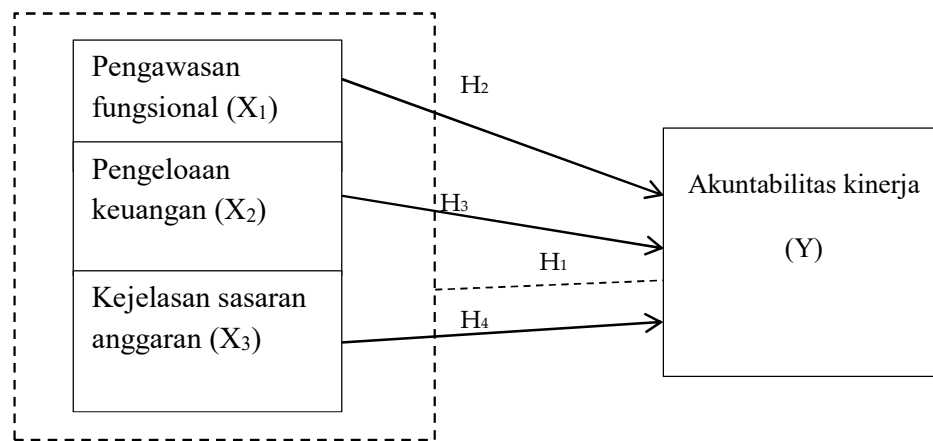 Pengawasan
fungsional (X₁)
Pengeloaan
keuangan (X₂)
Kejelasan sasaran
anggaran (X₃)
H₂
H₃
H₁
H₄
Akuntabilitas kinerja
(Y)